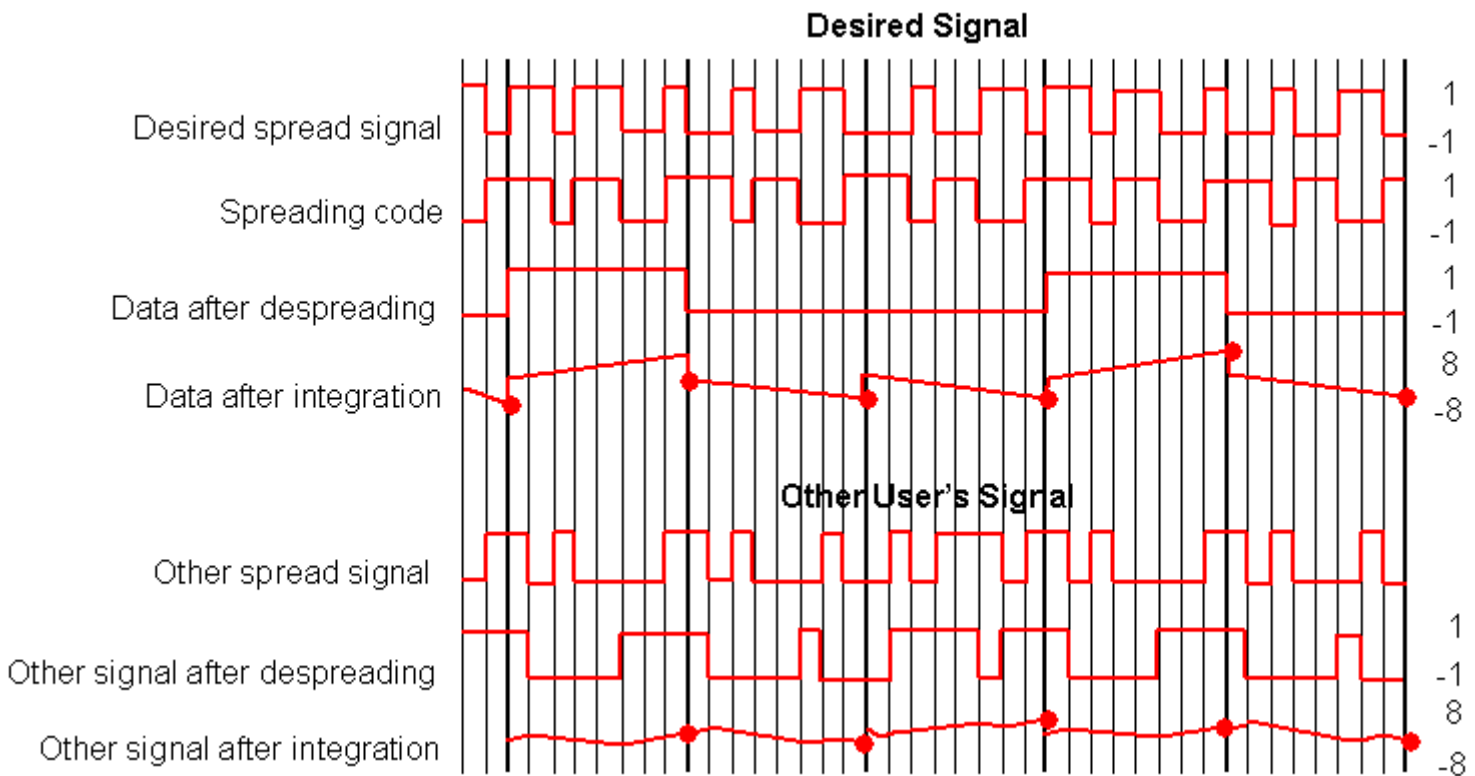 Desired Signal
Desired spread signal
1
-1
Spreading code
1
-1
Data after despreading
1
-1
Data after integration
8
-8
Other User's Signal
Other spread signal
Other signal after despreading
1
-1
Other signal after integration
8
-8